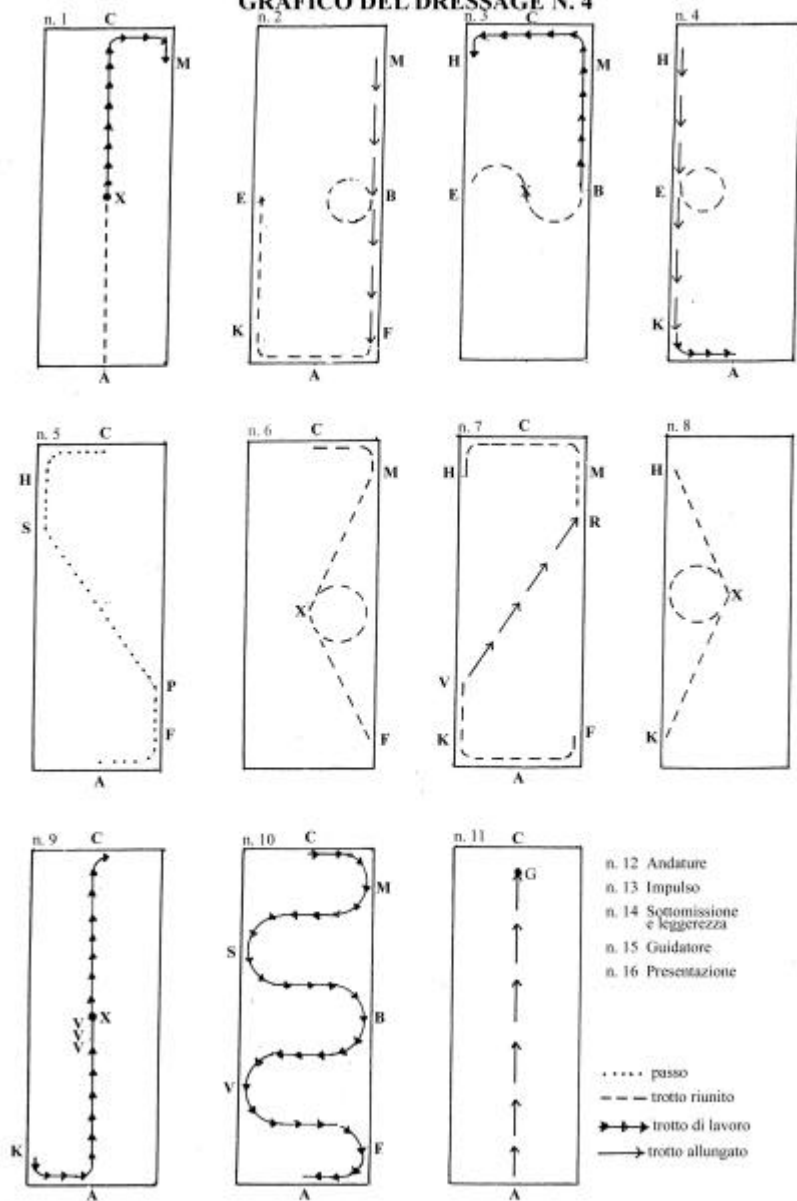 GRAFICO DEL DRESSAGE N. 4
n. 1 C
M
X
A
n. 2
M
E B
K F
A
n. 3 C
H M
E X B
n. 4
H
E
K
A
n. 5 C
H
S
P
F
A
n. 6 C
M
X
F
n. 7 C
H M
R
V
K F
A
n. 8
H
X
K
n. 9 C
X
V
V
V
K
A
n. 10 C
M
S
B
V
F
A
n. 11 C
G
A
n. 12 Andature
n. 13 Impulso
n. 14 Sottomissione
e leggerezza
n. 15 Guidatore
n. 16 Presentazione
passo
trotto riunito
trotto di lavoro
trotto allungato